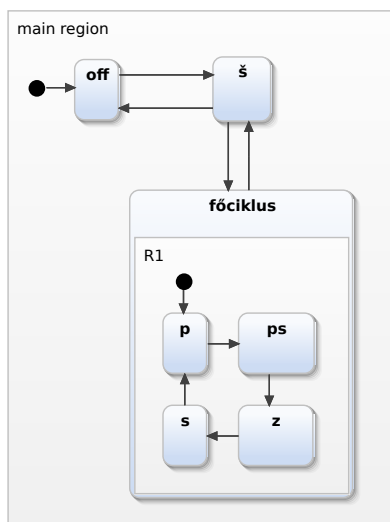 main region
off
š
főciklus
R1
p
ps
s
z